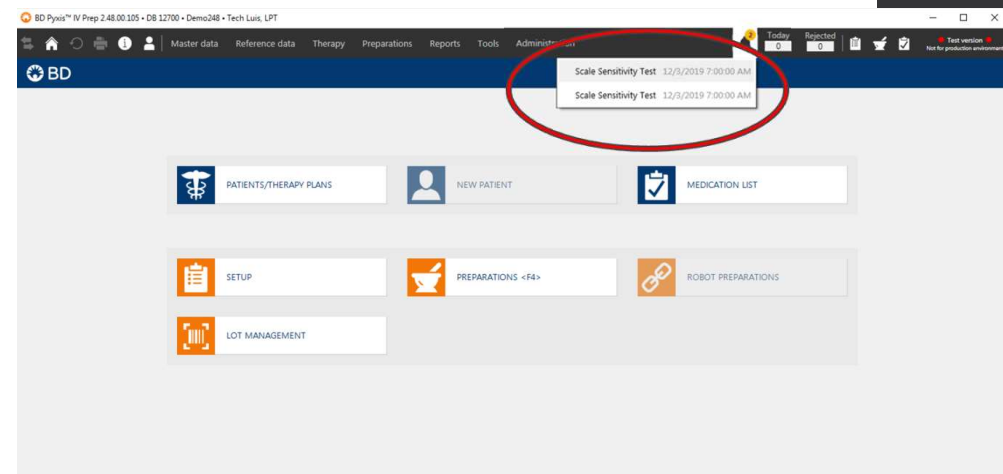 BD Pyxis™ IV Prep 2.48.00.105 • DB 12700 • Demo248 • Tech Luis, LPT
Master data Reference data Therapy Preparations Reports Tools Administration 2 Today 0 Rejected 0 Test version
Not for production environment
BD
Scale Sensitivity Test 12/3/2019 7:00:00 AM
Scale Sensitivity Test 12/3/2019 7:00:00 AM
PATIENTS/THERAPY PLANS
NEW PATIENT
MEDICATION LIST
SETUP
PREPARATIONS <F4>
ROBOT PREPARATIONS
LOT MANAGEMENT